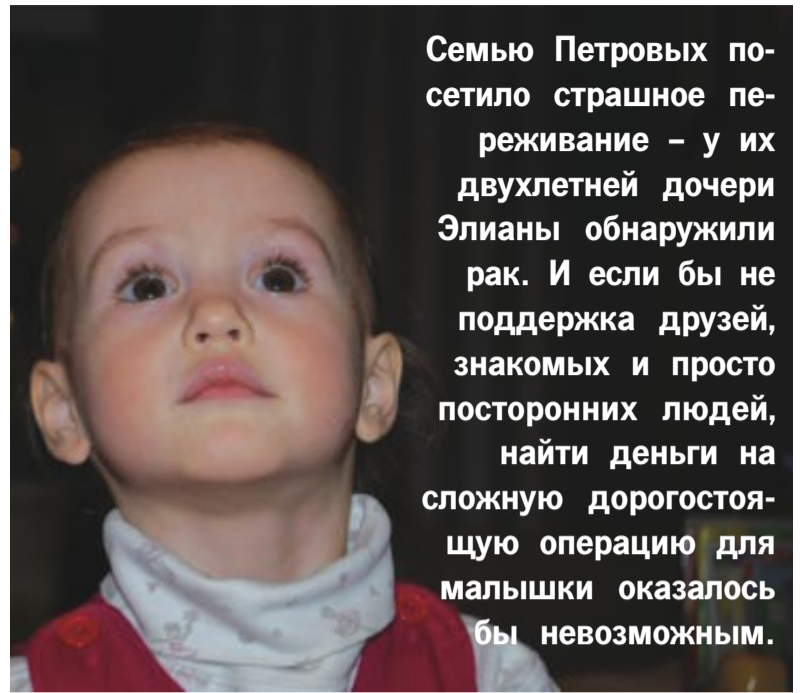 Семью Петровых по-
сетило страшное пе-
реживание – у их
двухлетней дочери
Элианы обнаружили
рак. И если бы не
поддержка друзей,
знакомых и просто
посторонних людей,
найти деньги на
сложную дорогостоя-
щую операцию для
малышки оказалось
бы невозможным.